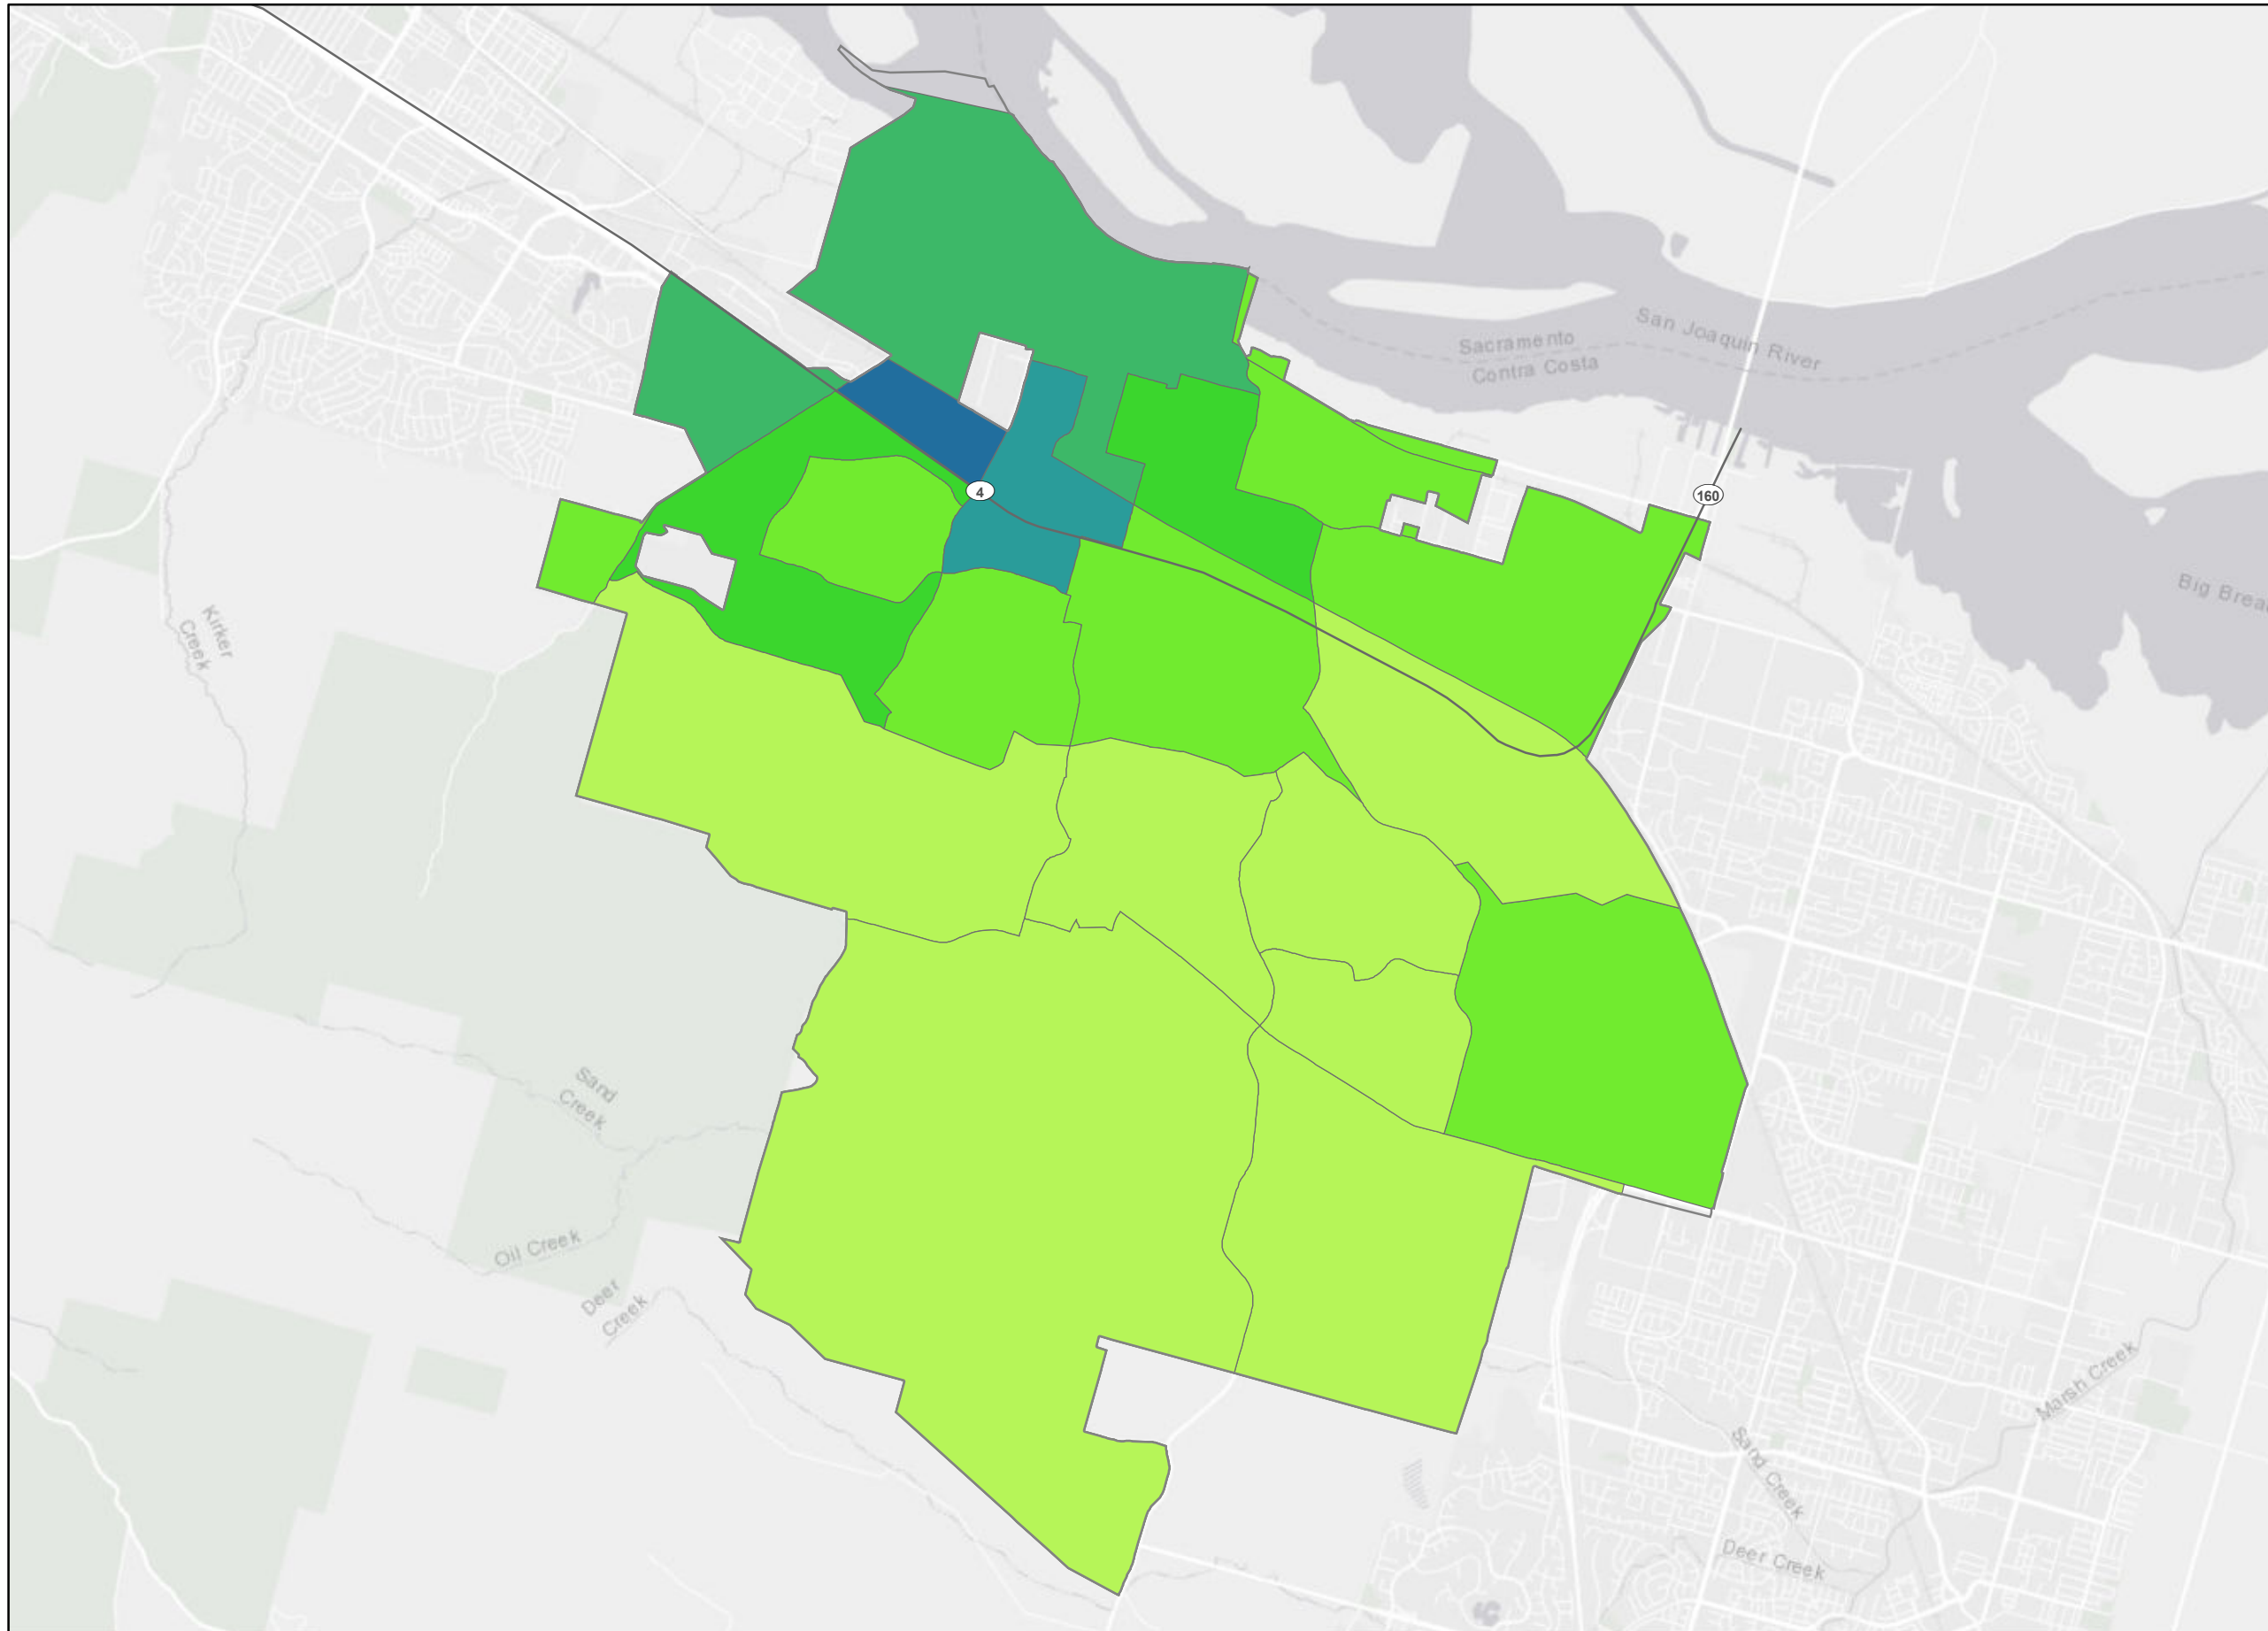 San Joaquin River
Sacramento
Contra Costa
4
160
Big Brea
Kirker
Creek
Sand
Creek
Oil Creek
Deer
Creek
Marsh Creek
Sand Creek
Deer Creek